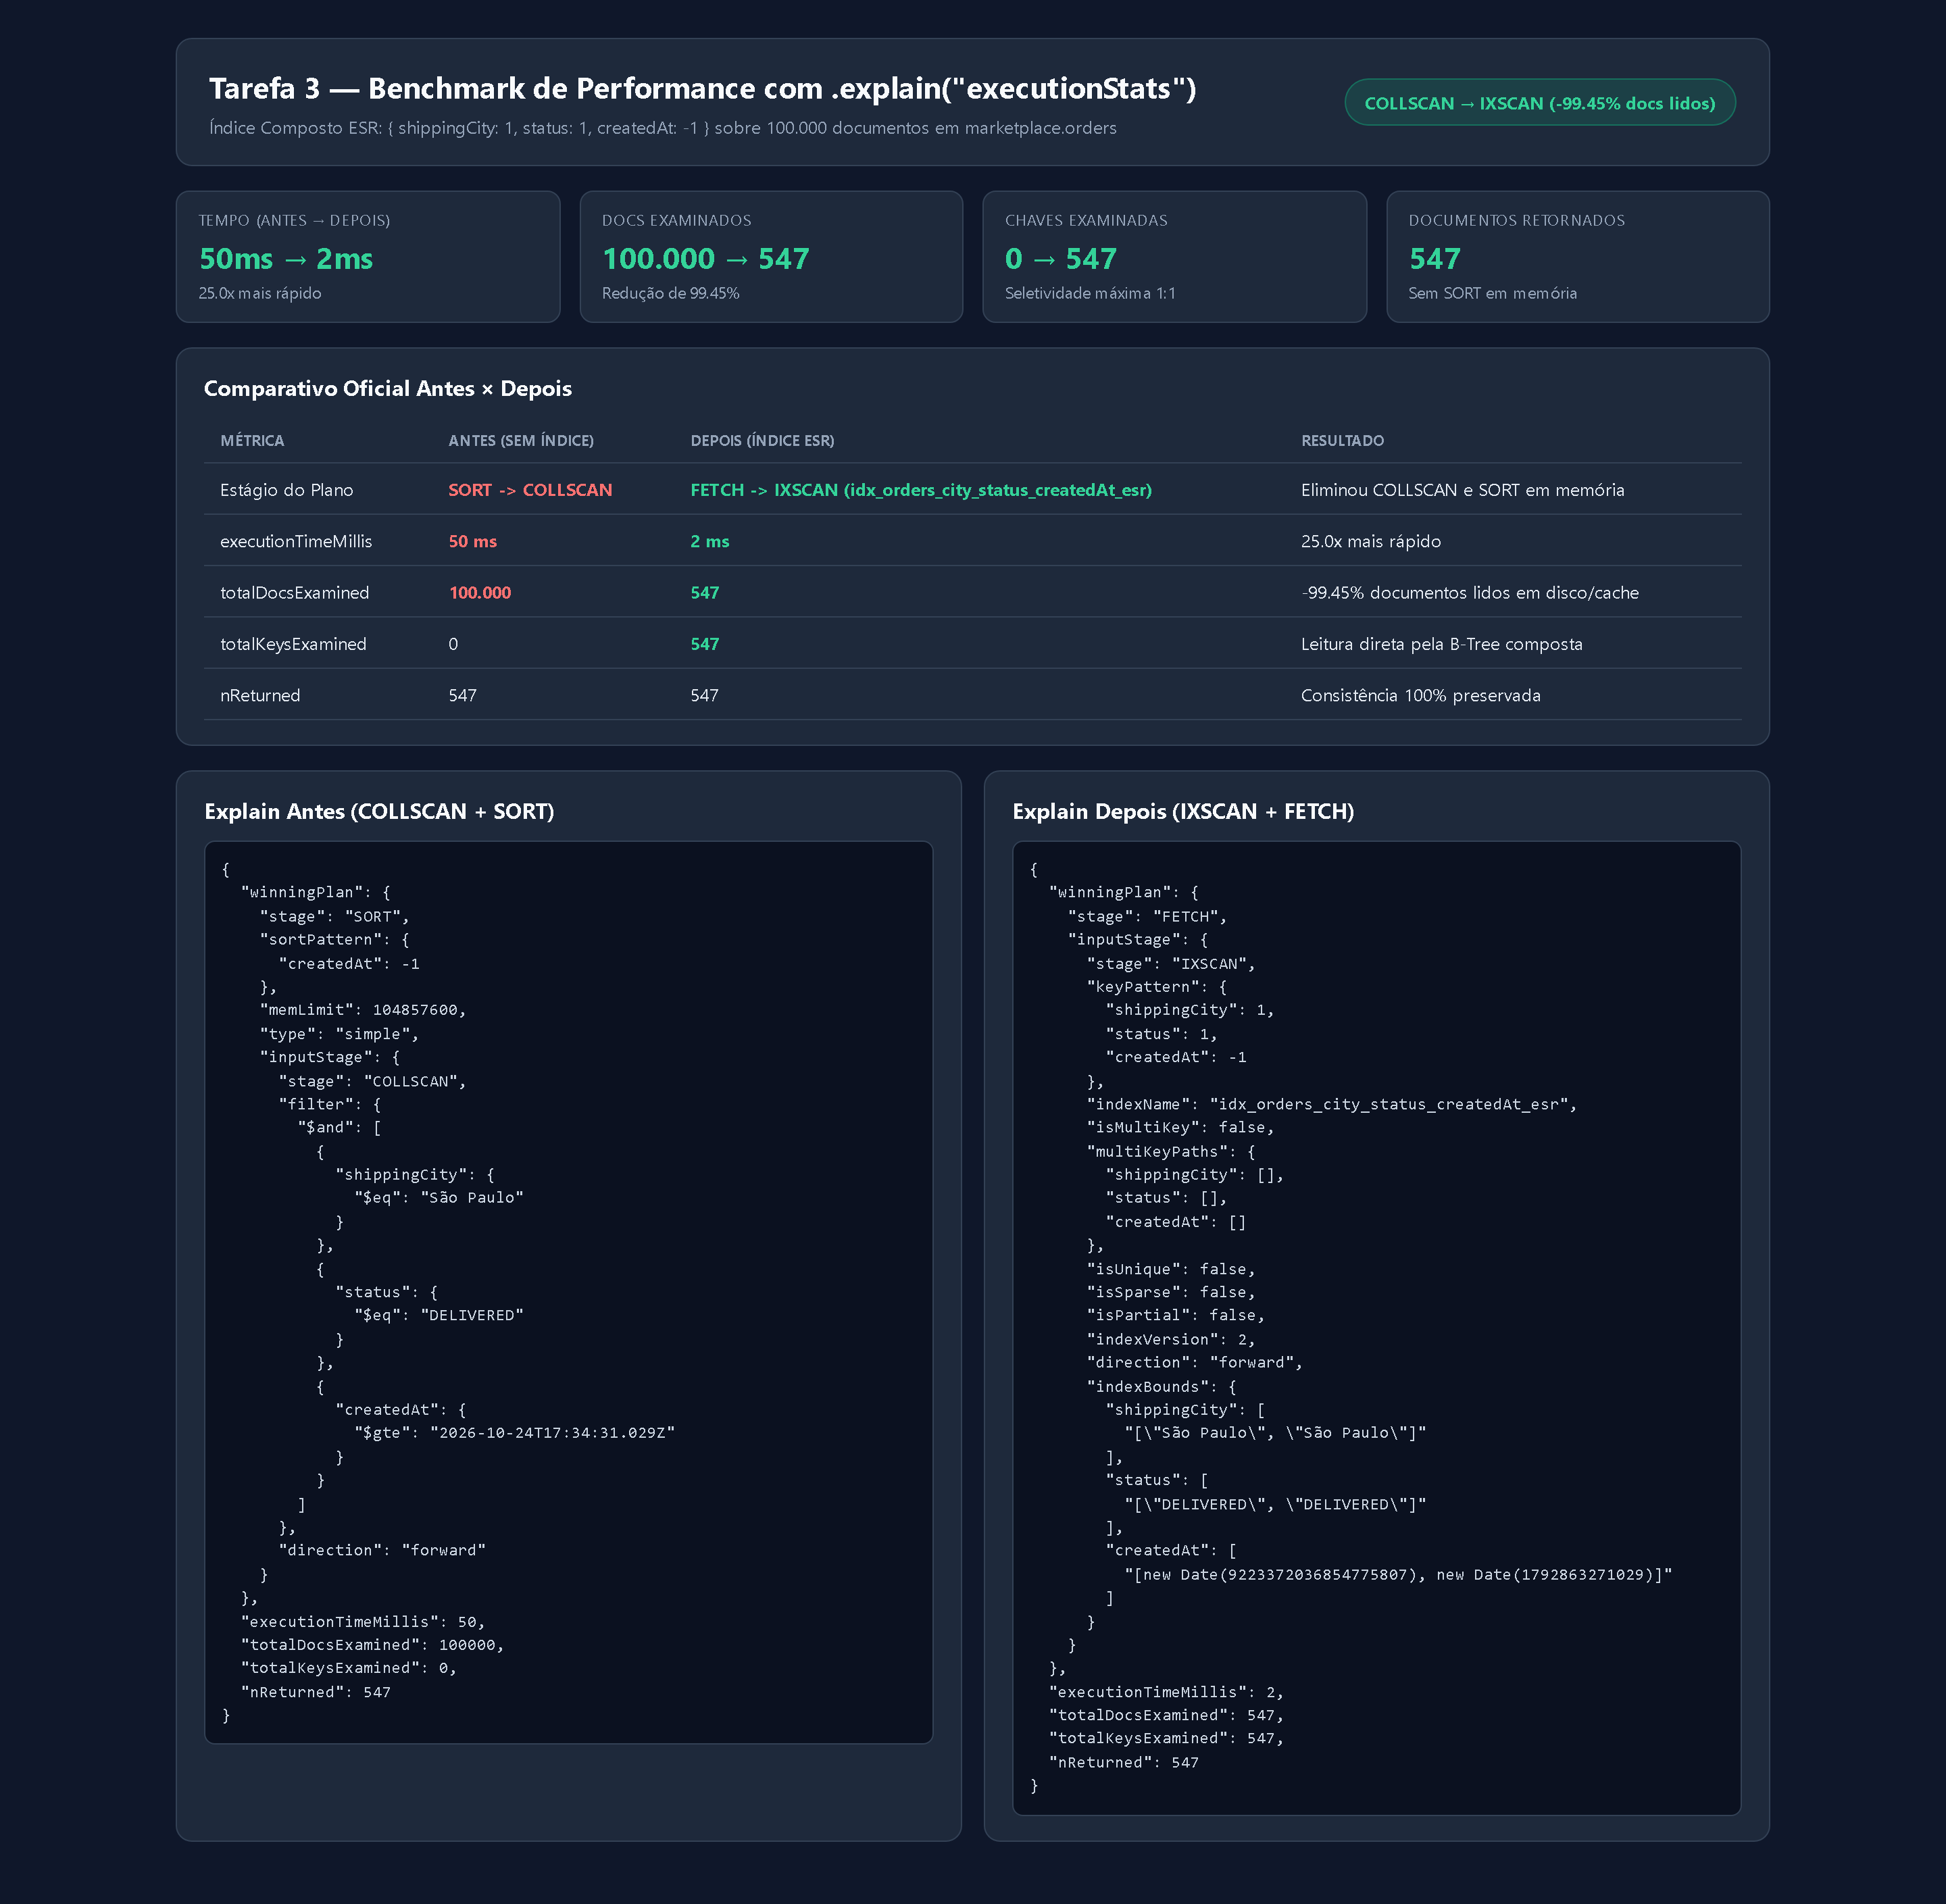 Tarefa 3 — Benchmark de Performance com .explain("executionStats")
Índice Composto ESR: { shippingCity: 1, status: 1, createdAt: -1 } sobre 100.000 documentos em marketplace.orders
COLLSCAN → IXSCAN (-99.45% docs lidos)
TEMPO (ANTES → DEPOIS)
50ms → 2ms
25.0x mais rápido
DOCS EXAMINADOS
100.000 → 547
Redução de 99.45%
CHAVES EXAMINADAS
0 → 547
Seletividade máxima 1:1
DOCUMENTOS RETORNADOS
547
Sem SORT em memória
Comparativo Oficial Antes × Depois
MÉTRICA ANTES (SEM ÍNDICE) DEPOIS (ÍNDICE ESR) RESULTADO
Estágio do Plano SORT -> COLLSCAN FETCH -> IXSCAN (idx_orders_city_status_createdAt_esr) Eliminou COLLSCAN e SORT em memória
executionTimeMillis 50 ms 2 ms 25.0x mais rápido
totalDocsExamined 100.000 547 -99.45% documentos lidos em disco/cache
totalKeysExamined 0 547 Leitura direta pela B-Tree composta
nReturned 547 547 Consistência 100% preservada
Explain Antes (COLLSCAN + SORT)
{
  "winningPlan": {
    "stage": "SORT",
    "sortPattern": {
      "createdAt": -1
    },
    "memLimit": 104857600,
    "type": "simple",
    "inputStage": {
      "stage": "COLLSCAN",
      "filter": {
        "$and": [
          {
            "shippingCity": {
              "$eq": "São Paulo"
            }
          },
          {
            "status": {
              "$eq": "DELIVERED"
            }
          },
          {
            "createdAt": {
              "$gte": "2026-10-24T17:34:31.029Z"
            }
          }
        ]
      },
      "direction": "forward"
    }
  },
  "executionTimeMillis": 50,
  "totalDocsExamined": 100000,
  "totalKeysExamined": 0,
  "nReturned": 547
}
Explain Depois (IXSCAN + FETCH)
{
  "winningPlan": {
    "stage": "FETCH",
    "inputStage": {
      "stage": "IXSCAN",
      "keyPattern": {
        "shippingCity": 1,
        "status": 1,
        "createdAt": -1
      },
      "indexName": "idx_orders_city_status_createdAt_esr",
      "isMultiKey": false,
      "multiKeyPaths": {
        "shippingCity": [],
        "status": [],
        "createdAt": []
      },
      "isUnique": false,
      "isSparse": false,
      "isPartial": false,
      "indexVersion": 2,
      "direction": "forward",
      "indexBounds": {
        "shippingCity": [
          "[\"São Paulo\", \"São Paulo\"]"
        ],
        "status": [
          "[\"DELIVERED\", \"DELIVERED\"]"
        ],
        "createdAt": [
          "[new Date(9223372036854775807), new Date(1792863271029)]"
        ]
      }
    }
  },
  "executionTimeMillis": 2,
  "totalDocsExamined": 547,
  "totalKeysExamined": 547,
  "nReturned": 547
}